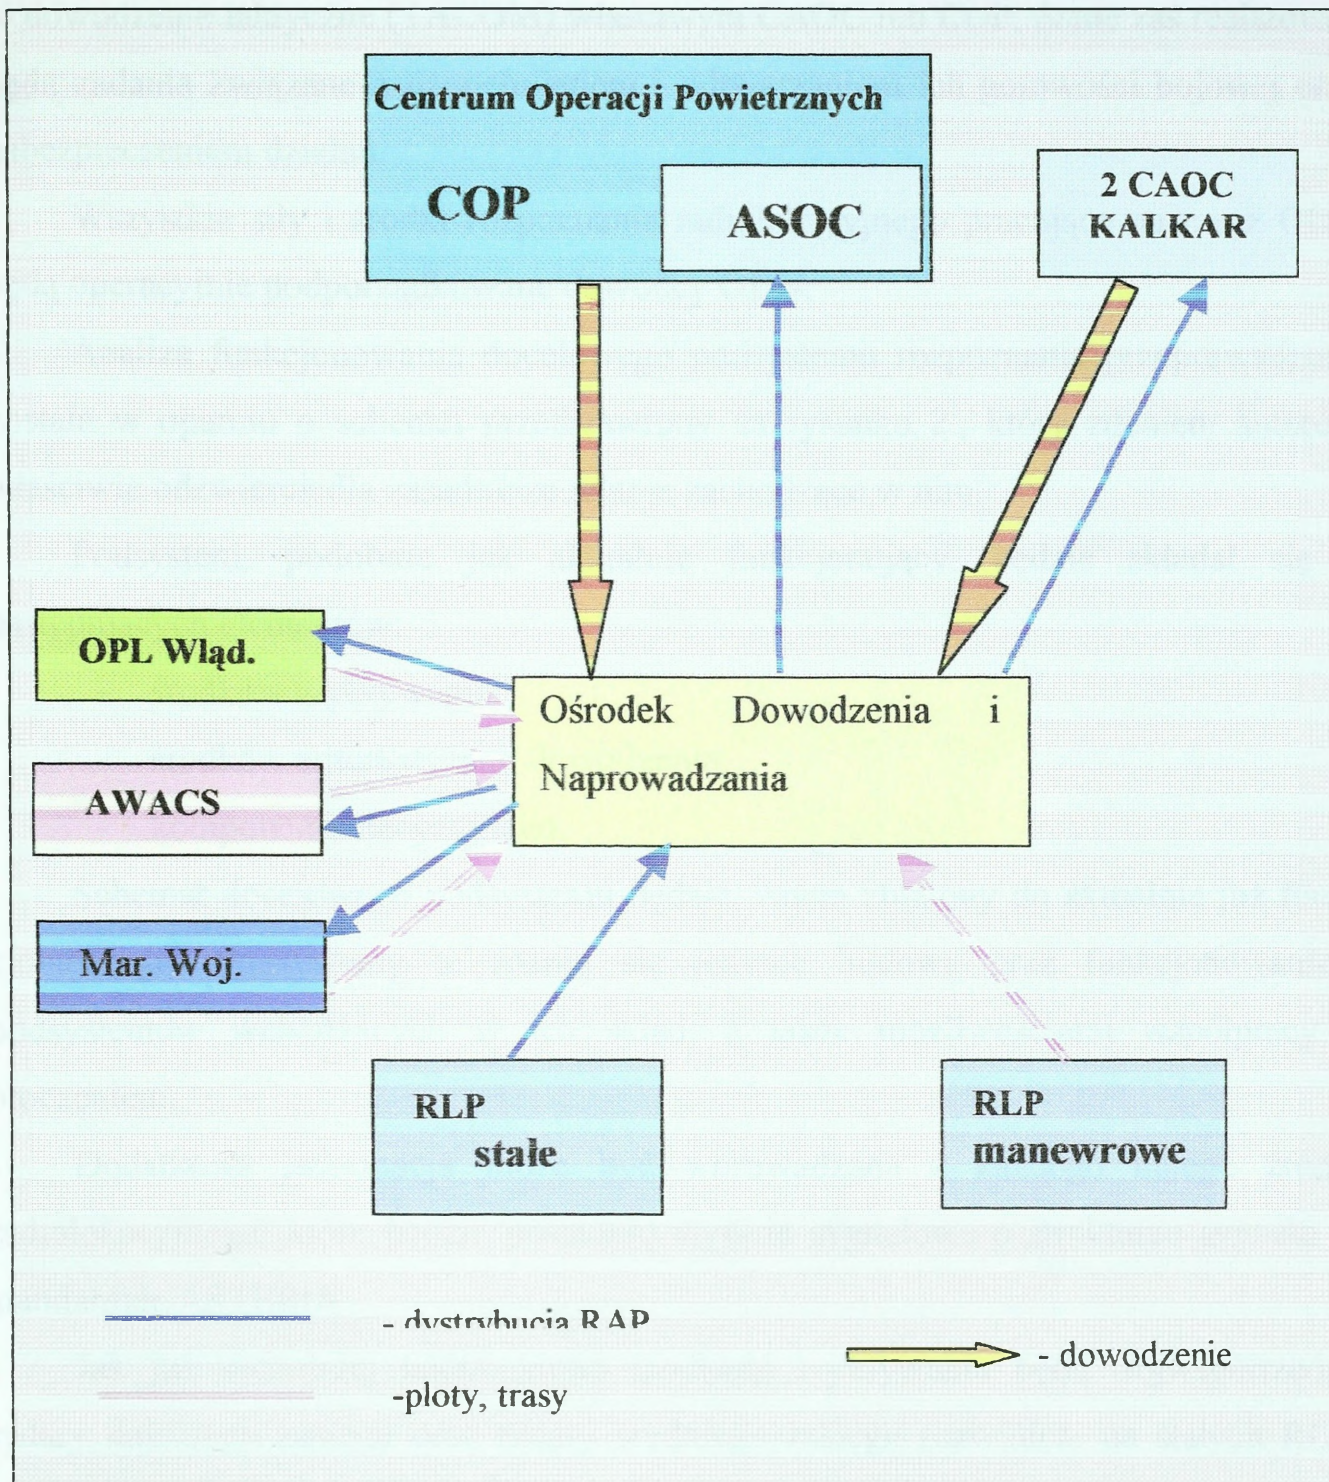 Centrum Operacji Powietrznych
COP
ASOC
2 CAOC
KALKAR
OPL Wląd.
Ośrodek Dowodzenia i
Naprowadzania
AWACS
Mar. Woj.
RLP
stałe
RLP
manewrowe
- dystrybucja RAP
- dowodzenie
-ploty, trasy